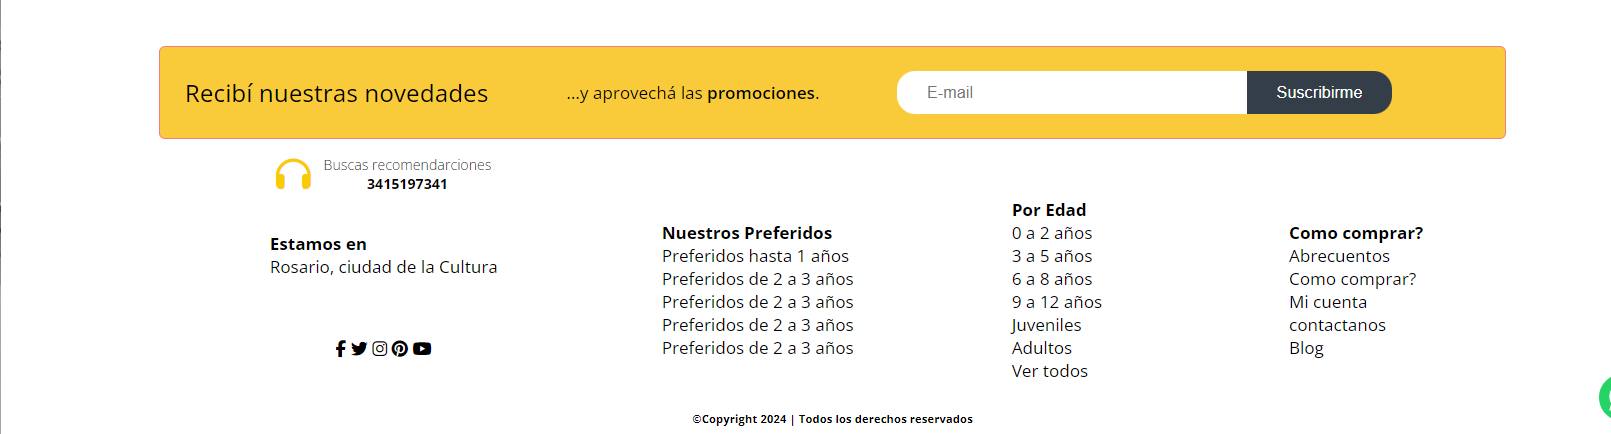 Recibí nuestras novedades
...y aprovechá las promociones.
E-mail
Suscribirme
Buscas recomendarciones
3415197341
Estamos en
Rosario, ciudad de la Cultura
Nuestros Preferidos
Preferidos hasta 1 años
Preferidos de 2 a 3 años
Preferidos de 2 a 3 años
Preferidos de 2 a 3 años
Preferidos de 2 a 3 años
Por Edad
0 a 2 años
3 a 5 años
6 a 8 años
9 a 12 años
Juveniles
Adultos
Ver todos
Como comprar?
Abrecuentos
Como comprar?
Mi cuenta
contactanos
Blog
©Copyright 2024 | Todos los derechos reservados